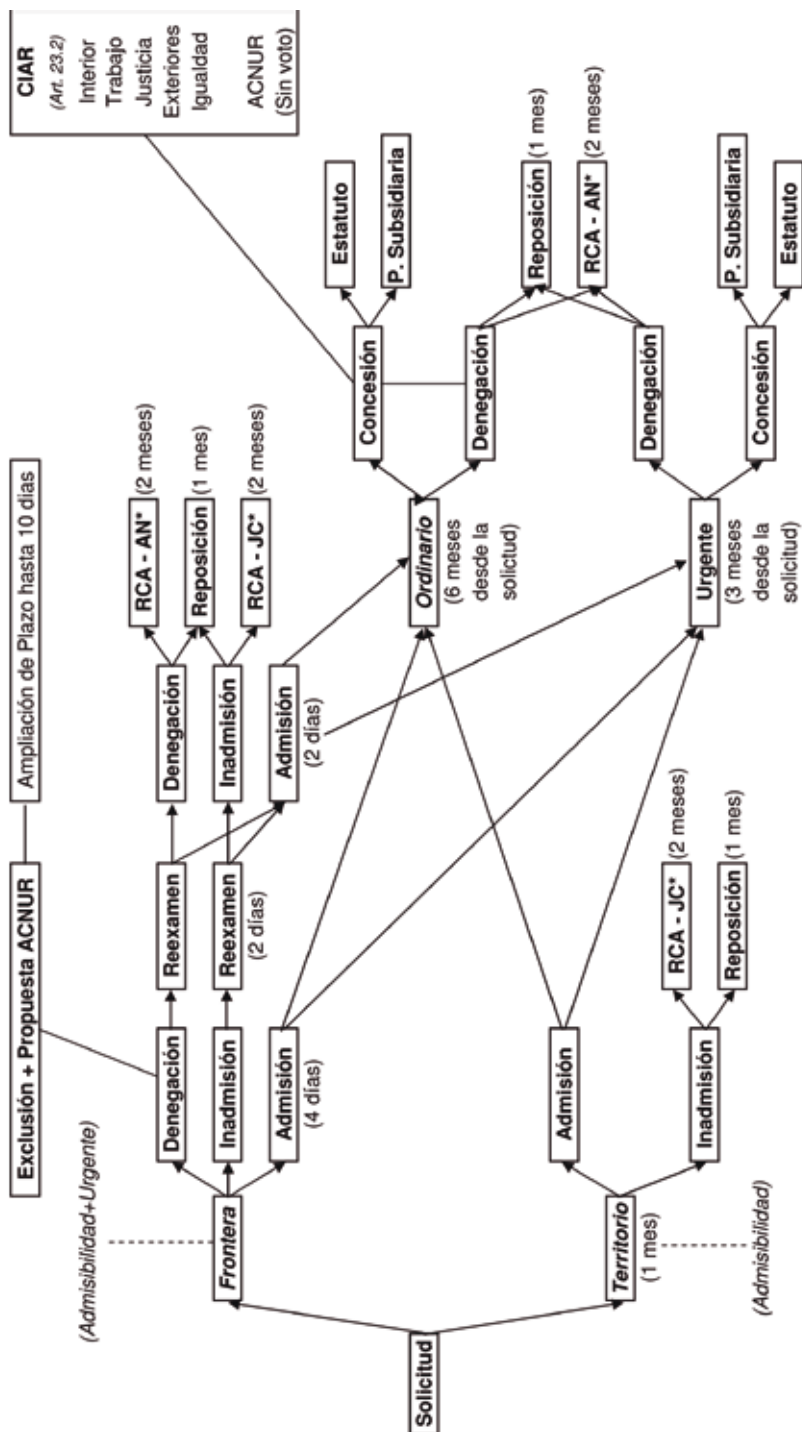 Solicitud
(Admisibilidad+Urgente)
Frontera
Territorio
(1 mes)
(Admisibilidad)
Exclusión + Propuesta ACNUR
Ampliación de Plazo hasta 10 días
Denegación
Inadmisión
Admisión
(4 días)
Reexamen
Reexamen
(2 días)
Denegación
Inadmisión
Admisión
(2 días)
RCA - AN* (2 meses)
Reposición (1 mes)
RCA - JC* (2 meses)
Admisión
Inadmisión
RCA - JC* (2 meses)
Reposición (1 mes)
Ordinario
(6 meses
desde la
solicitud)
Urgente
(3 meses
desde la
solicitud)
Concesión
Denegación
Denegación
Concesión
Estatuto
P. Subsidiaria
Reposición (1 mes)
RCA - AN*
(2 meses)
P. Subsidiaria
Estatuto
CIAR
(Art. 23.2)
Interior
Trabajo
Justicia
Exteriores
Igualdad
ACNUR
(Sin voto)